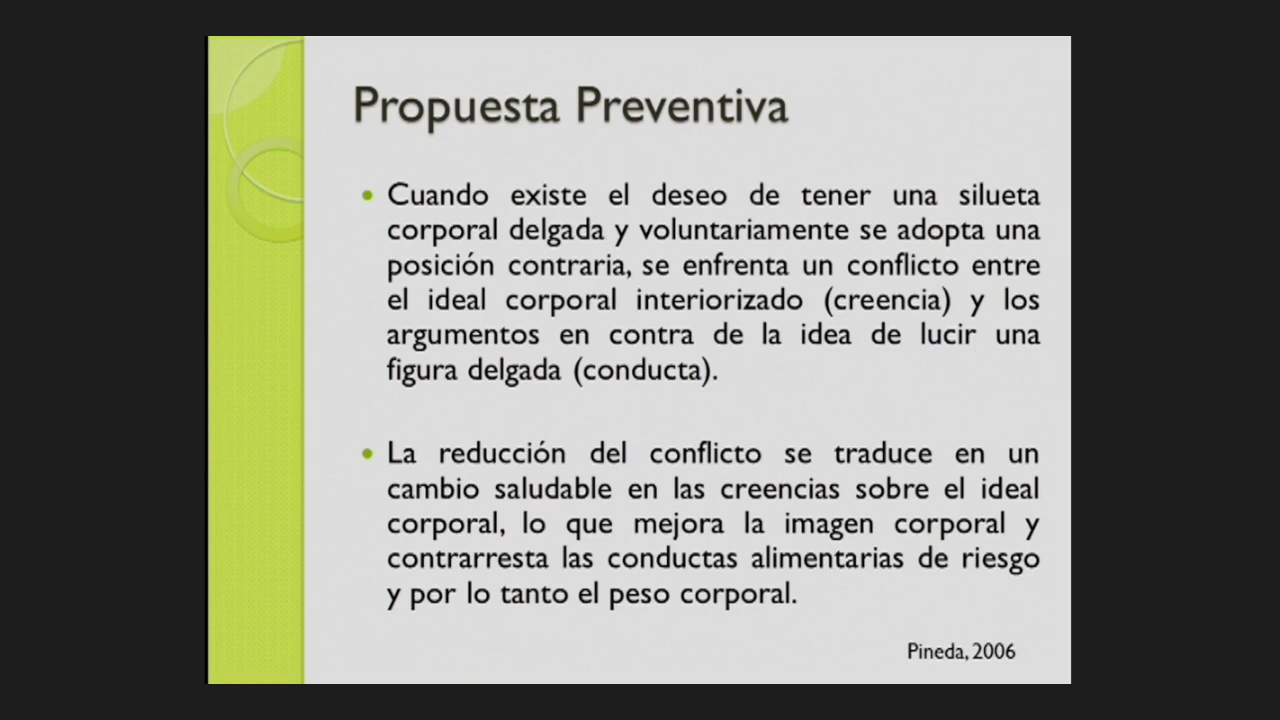 Propuesta Preventiva
• Cuando existe el deseo de tener una silueta
corporal delgada y voluntariamente se adopta una
posición contraria, se enfrenta un conflicto entre
el ideal corporal interiorizado (creencia) y los
argumentos en contra de la idea de lucir una
figura delgada (conducta).
• La reducción del conflicto se traduce en un
cambio saludable en las creencias sobre el ideal
corporal, lo que mejora la imagen corporal y
contrarresta las conductas alimentarias de riesgo
y por lo tanto el peso corporal.
Pineda, 2006